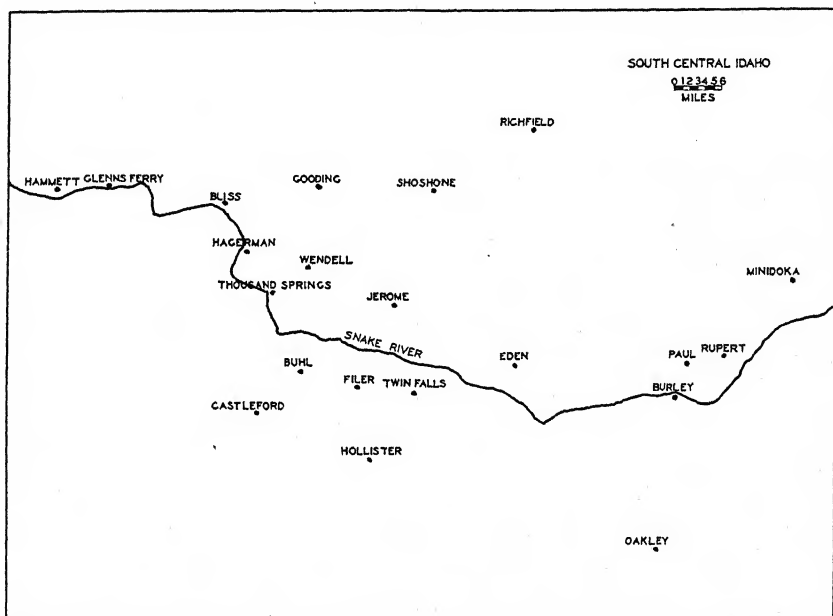 SOUTH CENTRAL IDAHO
0 1 2 3 4 5 6
MILES
RICHFIELD
HAMMETT
GLENNS FERRY
GOODING
SHOSHONE
BLISS
HAGERMAN
WENDELL
MINIDOKA
THOUSAND SPRINGS
JEROME
SNAKE RIVER
EDEN
PAUL
RUPERT
BUHL
FILER
TWIN FALLS
BURLEY
CASTLEFORD
HOLLISTER
OAKLEY